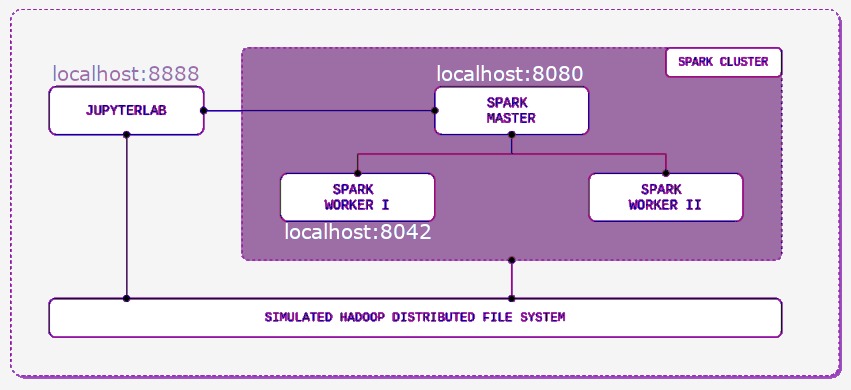 SPARK CLUSTER
localhost:8888
localhost:8080
JUPYTERLAB
SPARK
MASTER
SPARK
WORKER I
SPARK
WORKER II
localhost:8042
SIMULATED HADOOP DISTRIBUTED FILE SYSTEM